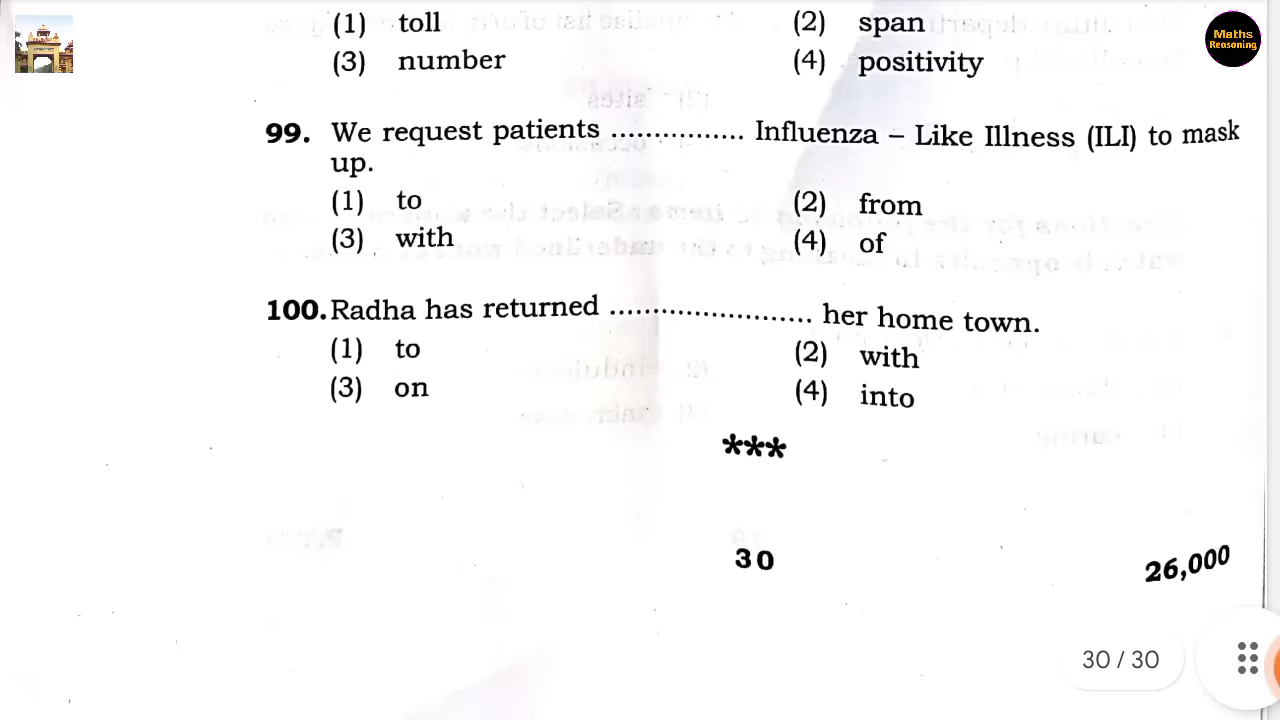 (1) toll (2) span
(3) number (4) positivity
Maths
Reasoning
99. We request patients ................ Influenza – Like Illness (ILI) to mask
up.
(1) to (2) from
(3) with (4) of
100. Radha has returned ........................ her home town.
(1) to (2) with
(3) on (4) into
***
30
26,000
30 / 30